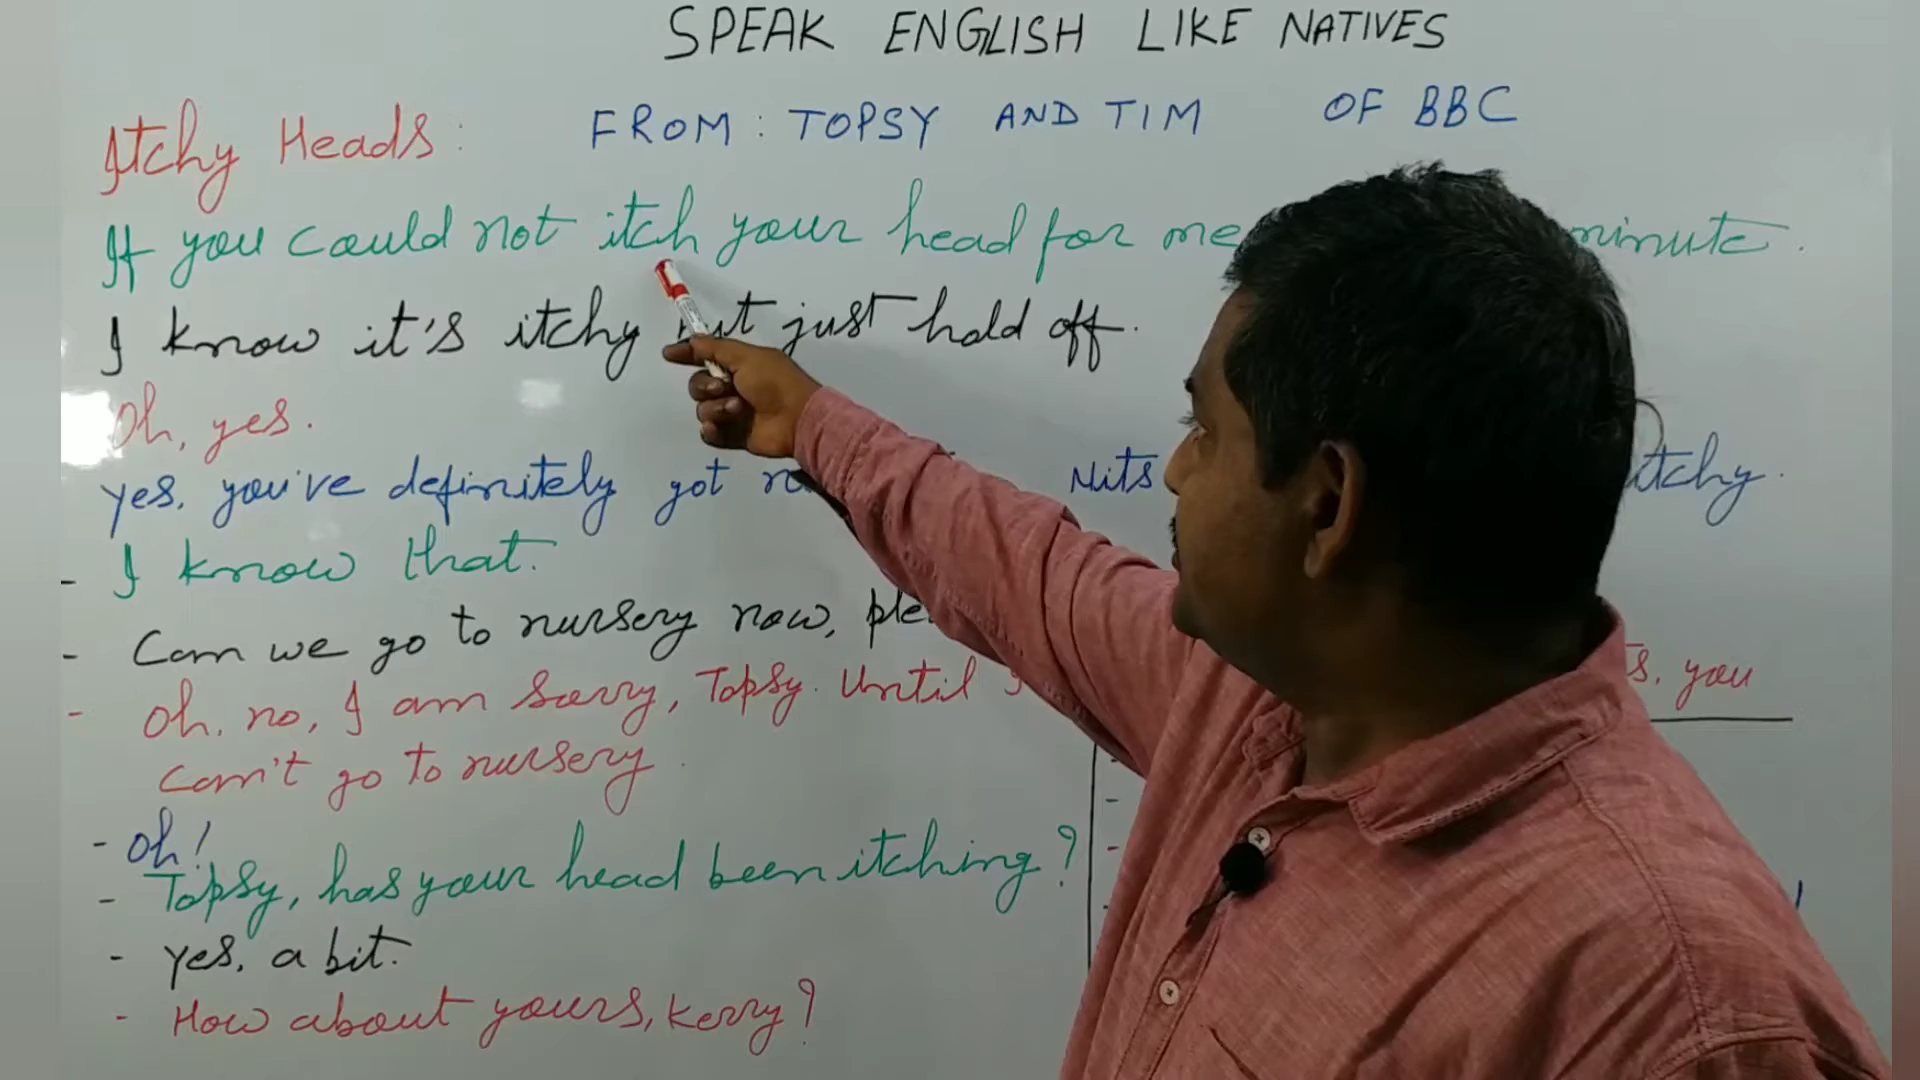 SPEAK ENGLISH LIKE NATIVES
Itchy Heads: FROM: TOPSY AND TIM OF BBC
If you could not itch your head for me minute.
I know it's itchy but just hold off.
Oh, yes.
yes, you've definitely got Nits itchy.
- I know that.
- Can we go to nursery now,
- Oh, no, I am sorry, Topsy. Until you
can't go to nursery.
- Oh!
- Topsy, has your head been itching?
- Yes, a bit.
- How about yours, Kerry?